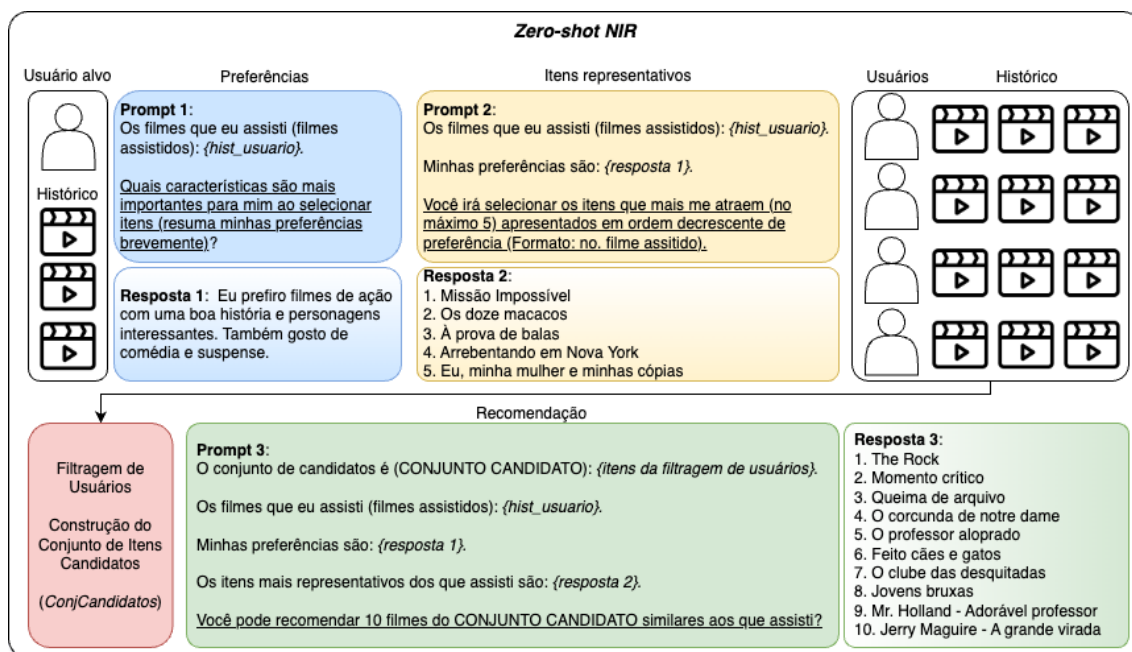 Zero-shot NIR
Usuário alvo
Preferências
Itens representativos
Usuários
Histórico
Histórico
Prompt 1:
Os filmes que eu assisti (filmes
assistidos): {hist_usuario}.
Quais características são mais
importantes para mim ao selecionar
itens (resuma minhas preferências
brevemente)?
Resposta 1: Eu prefiro filmes de ação
com uma boa história e personagens
interessantes. Também gosto de
comédia e suspense.
Prompt 2:
Os filmes que eu assisti (filmes assistidos): {hist_usuario}.
Minhas preferências são: {resposta 1}.
Você irá selecionar os itens que mais me atraem (no
máximo 5) apresentados em ordem decrescente de
preferência (Formato: no. filme assitido).
Resposta 2:
1. Missão Impossível
2. Os doze macacos
3. À prova de balas
4. Arrebentando em Nova York
5. Eu, minha mulher e minhas cópias
Recomendação
Filtragem de
Usuários
Construção do
Conjunto de Itens
Candidatos
(ConjCandidatos)
Prompt 3:
O conjunto de candidatos é (CONJUNTO CANDIDATO): {itens da filtragem de usuários}.
Os filmes que eu assisti (filmes assistidos): {hist_usuario}.
Minhas preferências são: {resposta 1}.
Os itens mais representativos dos que assisti são: {resposta 2}.
Você pode recomendar 10 filmes do CONJUNTO CANDIDATO similares aos que assisti?
Resposta 3:
1. The Rock
2. Momento crítico
3. Queima de arquivo
4. O corcunda de notre dame
5. O professor aloprado
6. Feito cães e gatos
7. O clube das desquitadas
8. Jovens bruxas
9. Mr. Holland - Adorável professor
10. Jerry Maguire - A grande virada